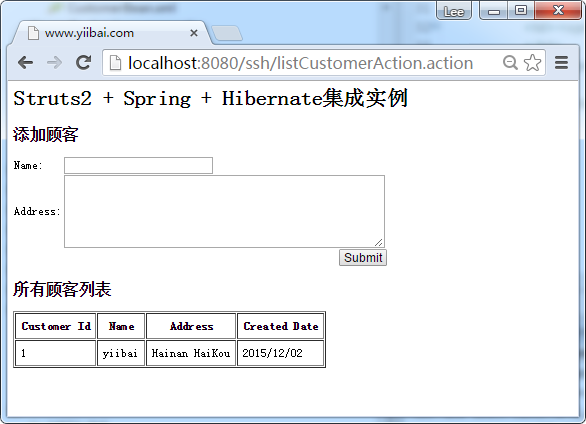 Lee
www.yiibai.com
localhost:8080/ssh/listCustomerAction.action
Struts2 + Spring + Hibernate集成实例
添加顾客
Name:
Address:
Submit
所有顾客列表
Customer Id Name Address Created Date
1 yiibai Hainan HaiKou 2015/12/02